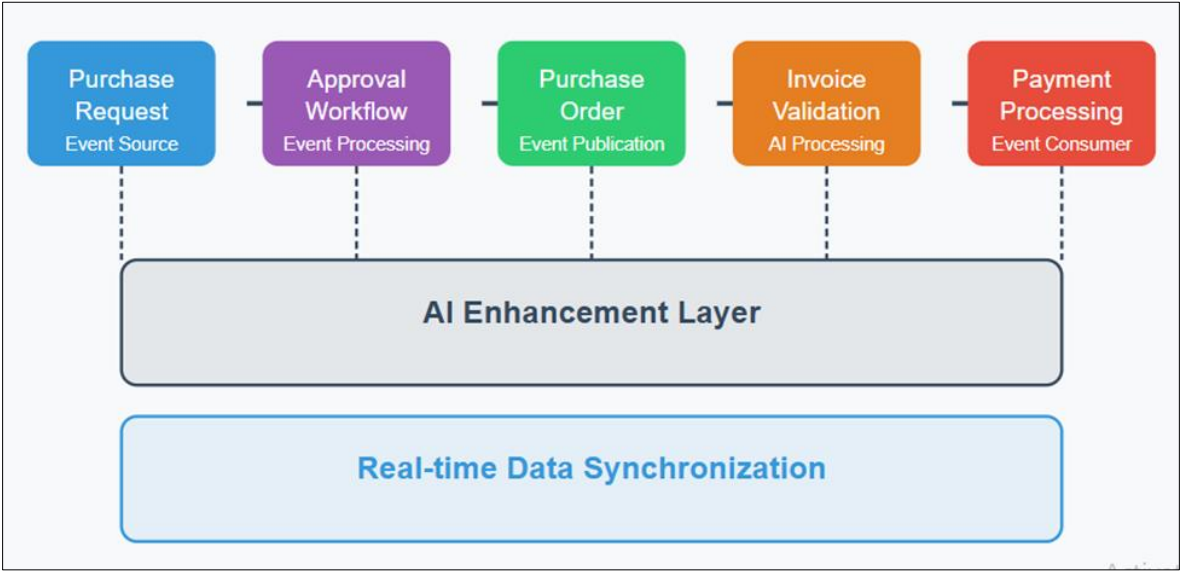 Purchase
Request
Event Source
Approval
Workflow
Event Processing
Purchase
Order
Event Publication
Invoice
Validation
AI Processing
Payment
Processing
Event Consumer
AI Enhancement Layer
Real-time Data Synchronization